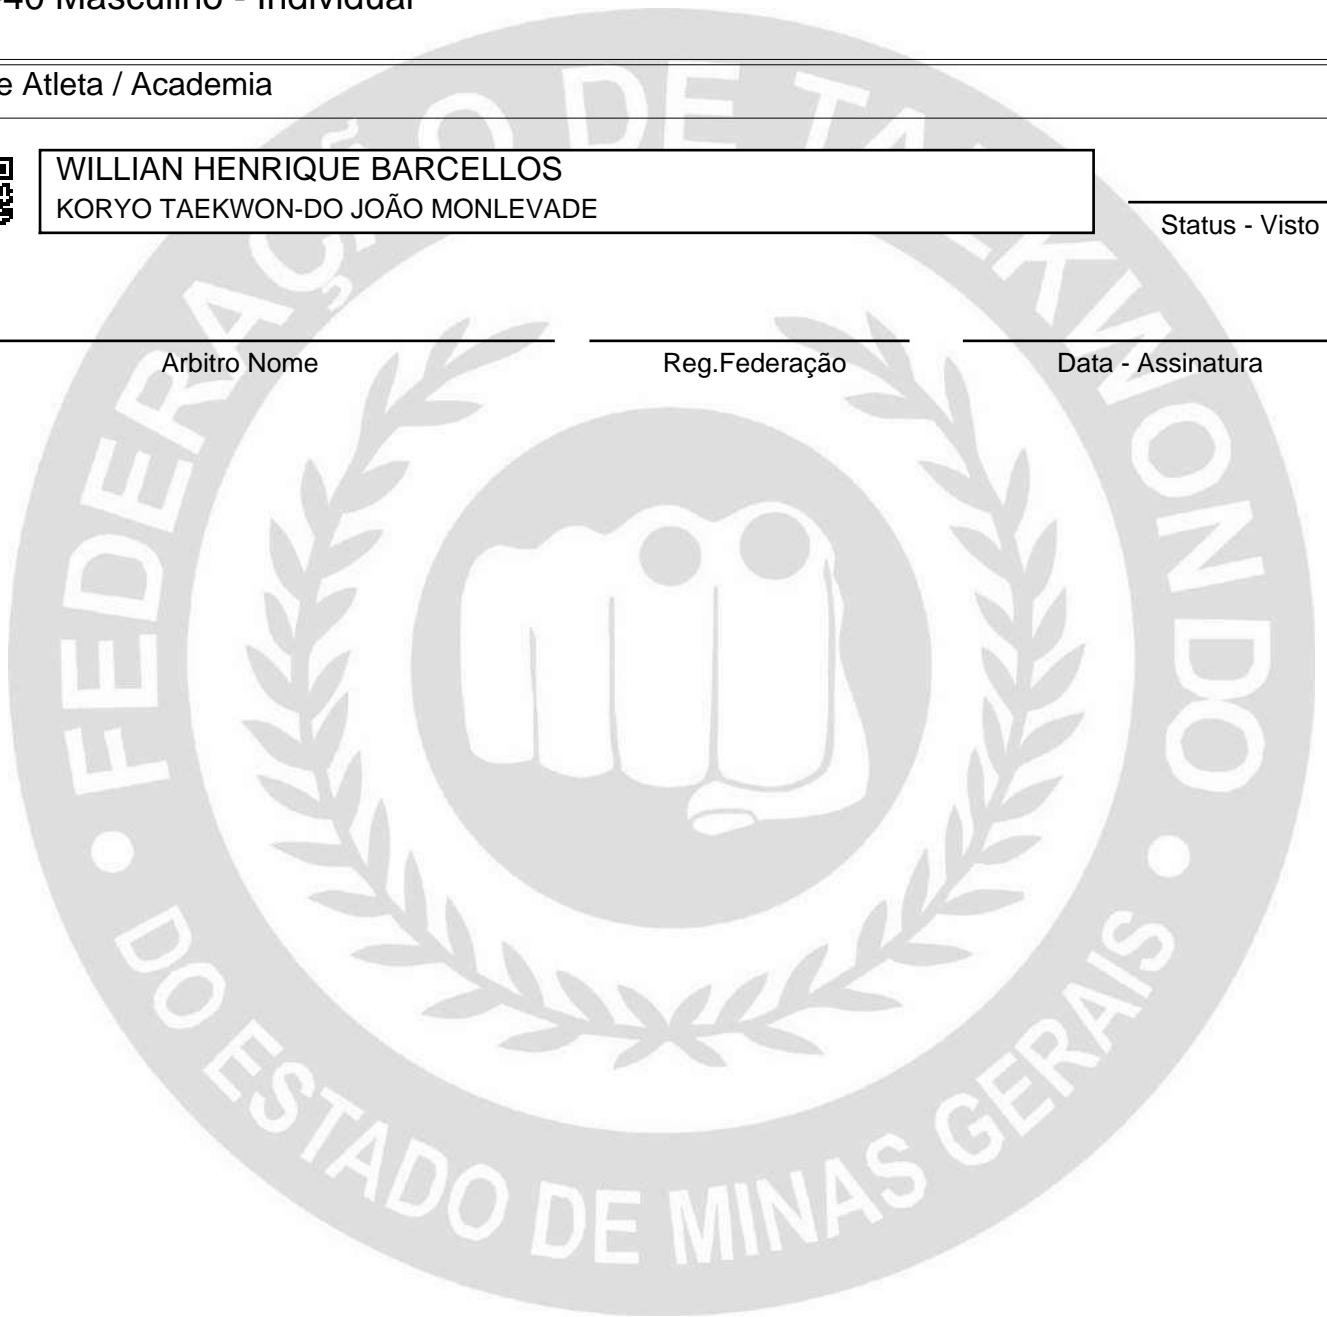 40 Masculino - Individual
e Atleta / Academia
WILLIAN HENRIQUE BARCELLOS
KORYO TAEKWON-DO JOÃO MONLEVADE
Status - Visto
Arbitro Nome
Reg.Federação
Data - Assinatura
FEDERAÇÃO DE TAEKWONDO
DO ESTADO DE MINAS GERAIS